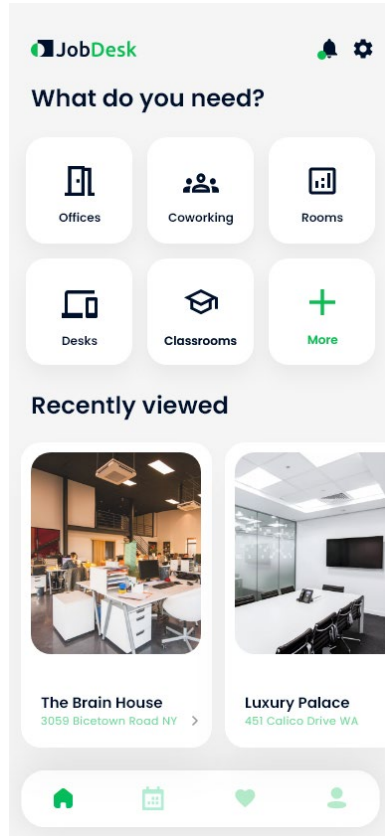 JobDesk
What do you need?
Offices
Coworking
Rooms
Desks
Classrooms
More
Recently viewed
The Brain House
3059 Bicetown Road NY
Luxury Palace
451 Calico Drive WA